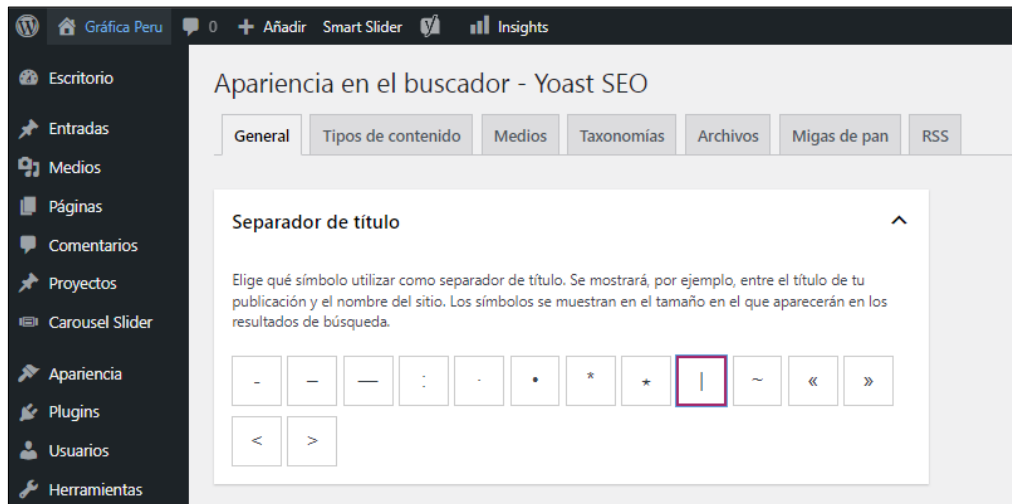 Gráfica Peru 0 + Añadir Smart Slider Insights
Escritorio
Entradas
Medios
Páginas
Comentarios
Proyectos
Carousel Slider
Apariencia
Plugins
Usuarios
Herramientas
Apariencia en el buscador - Yoast SEO
General Tipos de contenido Medios Taxonomías Archivos Migas de pan RSS
Separador de título
Elige qué símbolo utilizar como separador de título. Se mostrará, por ejemplo, entre el título de tu
publicación y el nombre del sitio. Los símbolos se muestran en el tamaño en el que aparecerán en los
resultados de búsqueda.
- – — : · • * ⋆ | ~ « »
< >